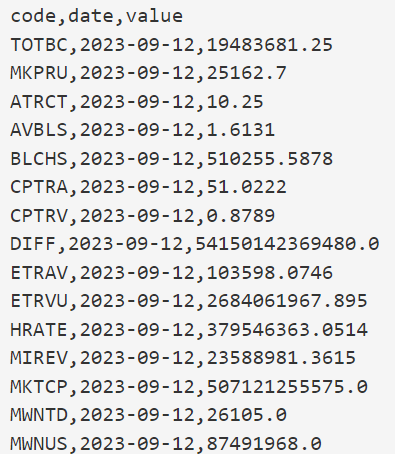 code,date,value
TOTBC,2023-09-12,19483681.25
MKPRU,2023-09-12,25162.7
ATRCT,2023-09-12,10.25
AVBLS,2023-09-12,1.6131
BLCHS,2023-09-12,510255.5878
CPTRA,2023-09-12,51.0222
CPTRV,2023-09-12,0.8789
DIFF,2023-09-12,54150142369480.0
ETRAV,2023-09-12,103598.0746
ETRVU,2023-09-12,2684061967.895
HRATE,2023-09-12,379546363.0514
MIREV,2023-09-12,23588981.3615
MKTCP,2023-09-12,507121255575.0
MWNTD,2023-09-12,26105.0
MWNUS,2023-09-12,87491968.0